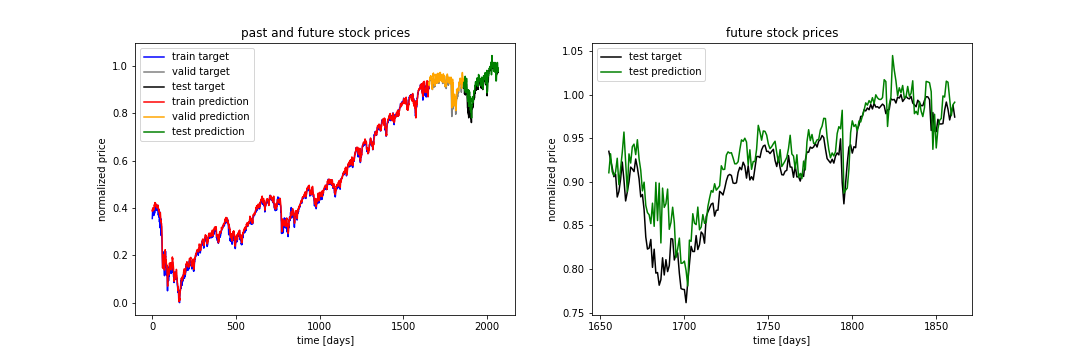 past and future stock prices
train target
valid target
test target
train prediction
valid prediction
test prediction
normalized price
1.0
0.8
0.6
0.4
0.2
0.0
0
500
1000
1500
2000
time [days]
future stock prices
test target
test prediction
normalized price
1.05
1.00
0.95
0.90
0.85
0.80
0.75
1650
1700
1750
1800
1850
time [days]